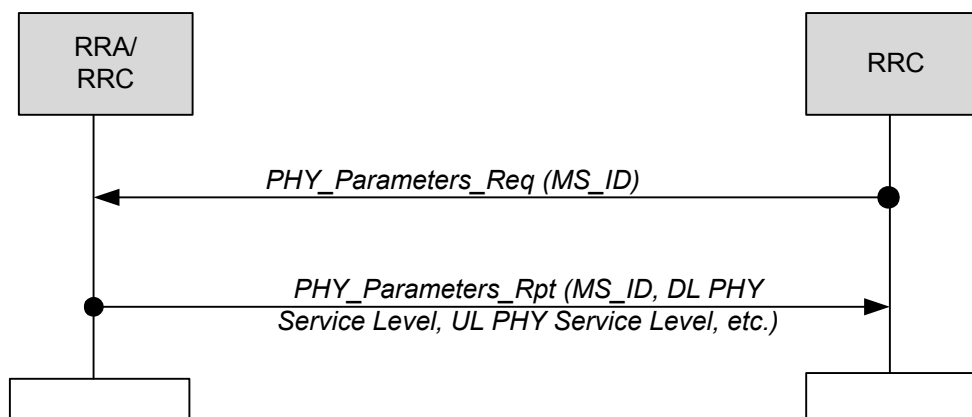 RRA/
RRC
RRC
PHY_Parameters_Req (MS_ID)
PHY_Parameters_Rpt (MS_ID, DL PHY
Service Level, UL PHY Service Level, etc.)